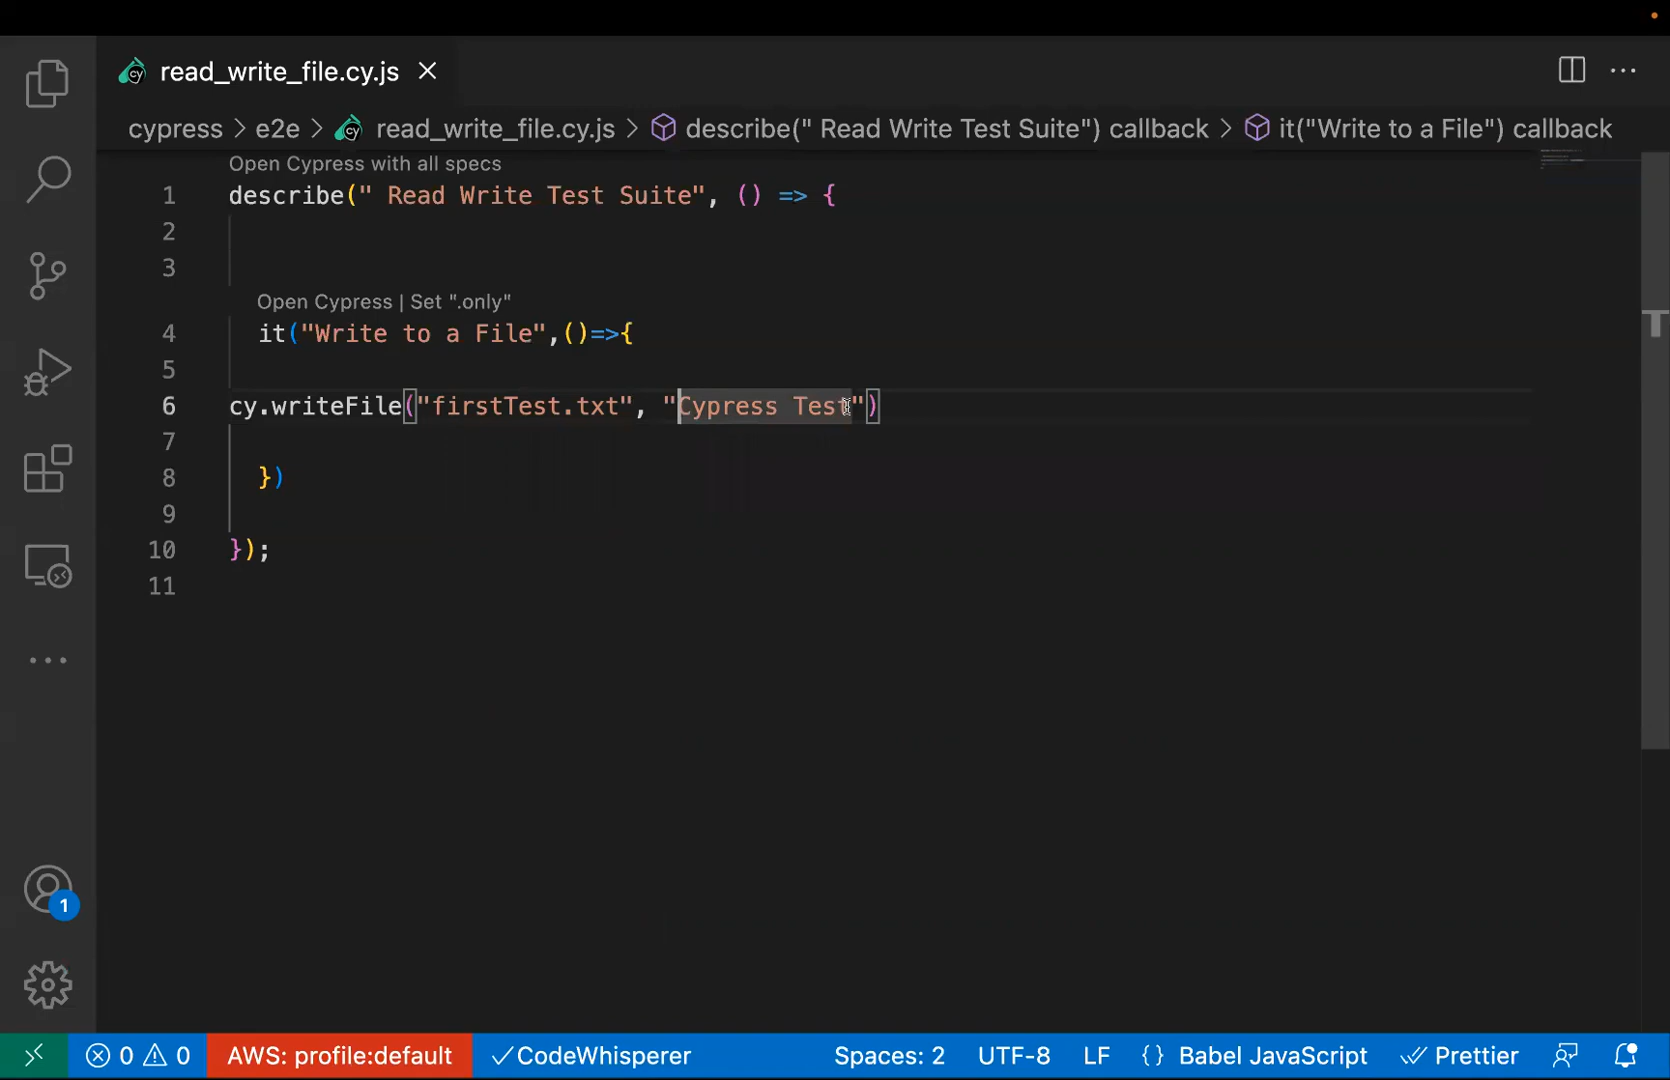 read_write_file.cy.js
cypress > e2e > read_write_file.cy.js > describe(" Read Write Test Suite") callback > it("Write to a File") callback
Open Cypress with all specs
1 describe(" Read Write Test Suite", () => {
2
3
Open Cypress | Set ".only"
4 it("Write to a File",()=>{
5
6 cy.writeFile("firstTest.txt", "Cypress Test")
7
8 })
9
10 });
11
1
0 0 AWS: profile:default CodeWhisperer Spaces: 2 UTF-8 LF { } Babel JavaScript Prettier